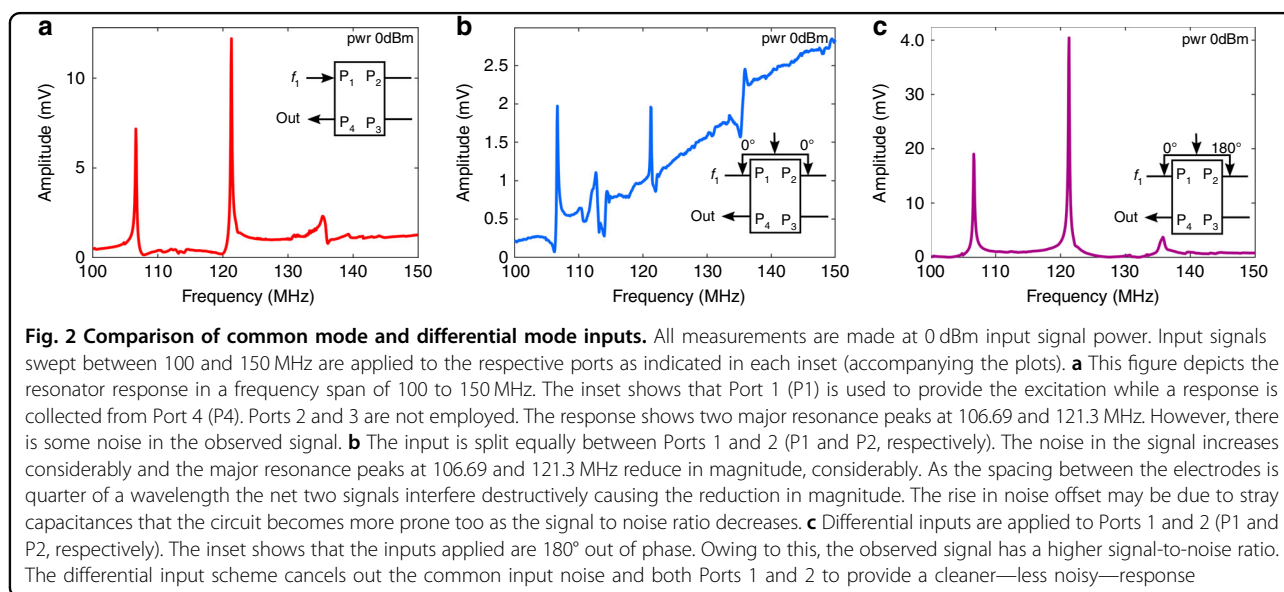 a
pwr 0dBm
10
5
0
Amplitude (mV)
100 110 120 130 140 150
Frequency (MHz)
f1
P1 P2
Out
P4 P3
b
pwr 0dBm
2.5
2
1.5
1
0.5
0
Amplitude (mV)
100 110 120 130 140 150
Frequency (MHz)
0° 0°
f1
P1 P2
Out
P4 P3
c
pwr 0dBm
4.0
30
20
10
0
Amplitude (mV)
100 110 120 130 140 150
Frequency (MHz)
0° 180°
f1
P1 P2
Out
P4 P3
Fig. 2 Comparison of common mode and differential mode inputs. All measurements are made at 0 dBm input signal power. Input signals
swept between 100 and 150 MHz are applied to the respective ports as indicated in each inset (accompanying the plots). a This figure depicts the
resonator response in a frequency span of 100 to 150 MHz. The inset shows that Port 1 (P1) is used to provide the excitation while a response is
collected from Port 4 (P4). Ports 2 and 3 are not employed. The response shows two major resonance peaks at 106.69 and 121.3 MHz. However, there
is some noise in the observed signal. b The input is split equally between Ports 1 and 2 (P1 and P2, respectively). The noise in the signal increases
considerably and the major resonance peaks at 106.69 and 121.3 MHz reduce in magnitude, considerably. As the spacing between the electrodes is
quarter of a wavelength the net two signals interfere destructively causing the reduction in magnitude. The rise in noise offset may be due to stray
capacitances that the circuit becomes more prone too as the signal to noise ratio decreases. c Differential inputs are applied to Ports 1 and 2 (P1 and
P2, respectively). The inset shows that the inputs applied are 180° out of phase. Owing to this, the observed signal has a higher signal-to-noise ratio.
The differential input scheme cancels out the common input noise and both Ports 1 and 2 to provide a cleaner—less noisy—response